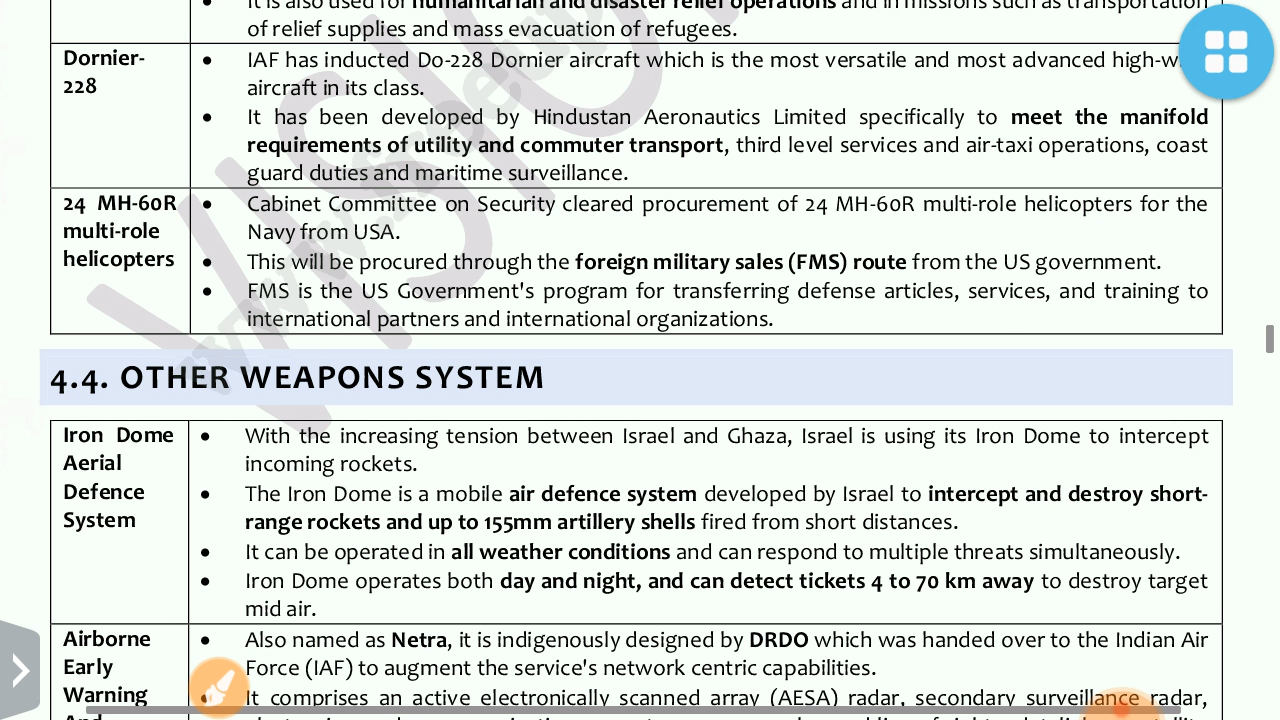 It is also used for humanitarian and disaster relief operations and in missions such as transportation
of relief supplies and mass evacuation of refugees.
Dornier-
228
IAF has inducted Do-228 Dornier aircraft which is the most versatile and most advanced
aircraft in its class.
It has been developed by Hindustan Aeronautics Limited specifically to meet the manifold
requirements of utility and commuter transport, third level services and air-taxi operations, coast
guard duties and maritime surveillance.
24 MH-60R
multi-role
helicopters
Cabinet Committee on Security cleared procurement of 24 MH-60R multi-role helicopters for the
Navy from USA.
This will be procured through the foreign military sales (FMS) route from the US government.
FMS is the US Government's program for transferring defense articles, services, and training to
international partners and international organizations.
4.4. OTHER WEAPONS SYSTEM
Iron Dome
Aerial
Defence
System
With the increasing tension between Israel and Ghaza, Israel is using its Iron Dome to intercept
incoming rockets.
The Iron Dome is a mobile air defence system developed by Israel to intercept and destroy short-
range rockets and up to 155mm artillery shells fired from short distances.
It can be operated in all weather conditions and can respond to multiple threats simultaneously.
Iron Dome operates both day and night, and can detect tickets 4 to 70 km away to destroy target
mid air.
Airborne
Early
Warning
And
Also named as Netra, it is indigenously designed by DRDO which was handed over to the Indian Air
Force (IAF) to augment the service's network centric capabilities.
It comprises an active electronically scanned array (AESA) radar, secondary surveillance radar,